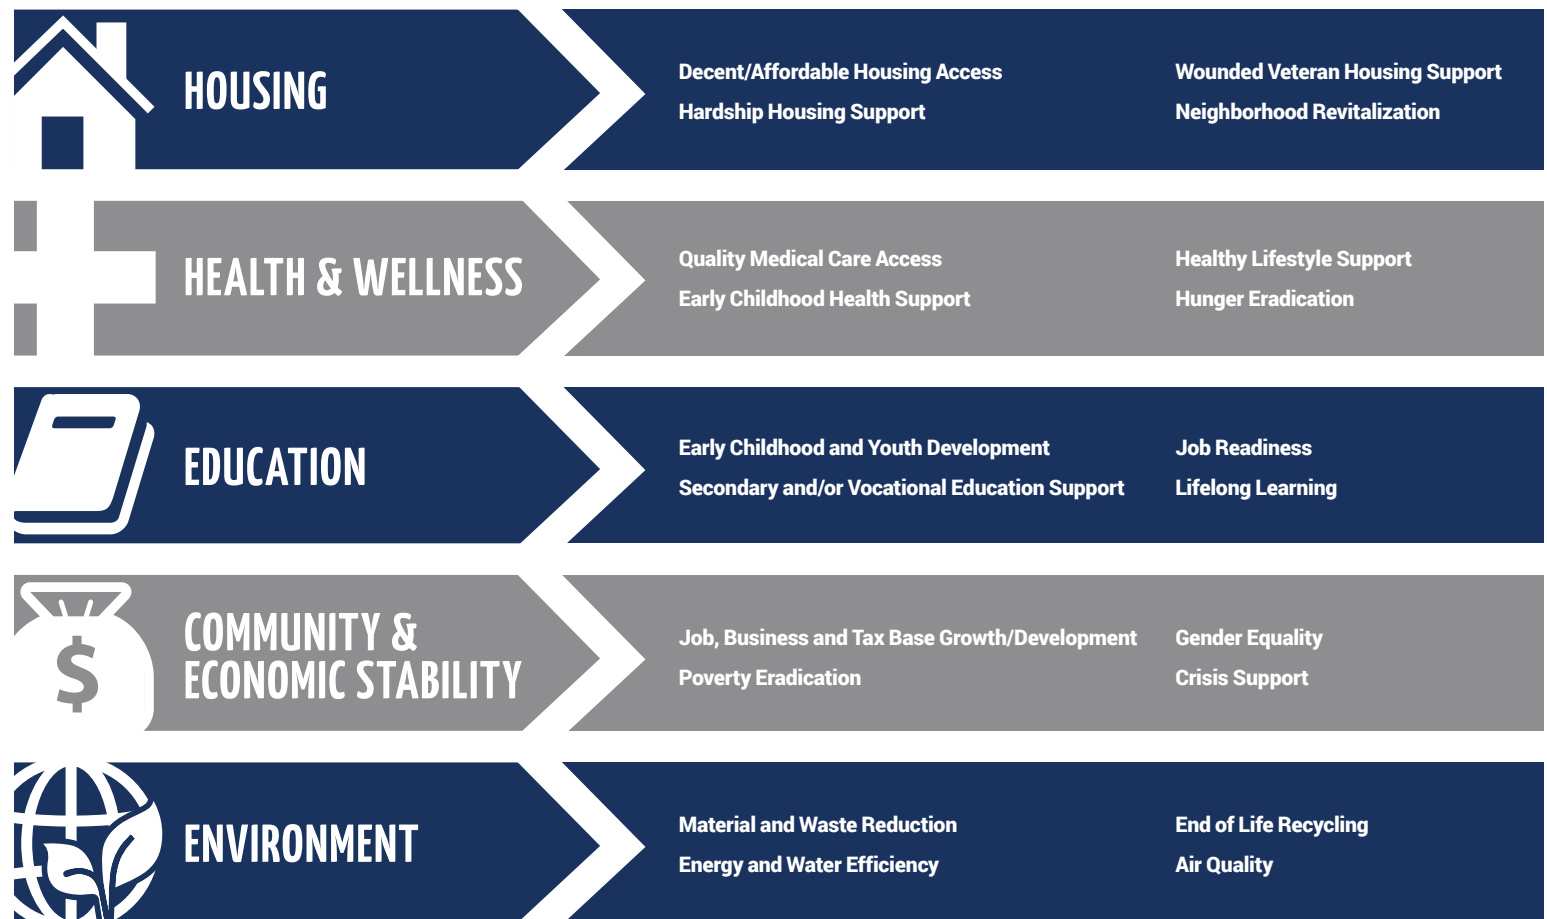 HOUSING
Decent/Affordable Housing Access
Wounded Veteran Housing Support
Hardship Housing Support
Neighborhood Revitalization
HEALTH & WELLNESS
Quality Medical Care Access
Healthy Lifestyle Support
Early Childhood Health Support
Hunger Eradication
EDUCATION
Early Childhood and Youth Development
Job Readiness
Secondary and/or Vocational Education Support
Lifelong Learning
$
COMMUNITY &
ECONOMIC STABILITY
Job, Business and Tax Base Growth/Development
Gender Equality
Poverty Eradication
Crisis Support
ENVIRONMENT
Material and Waste Reduction
End of Life Recycling
Energy and Water Efficiency
Air Quality